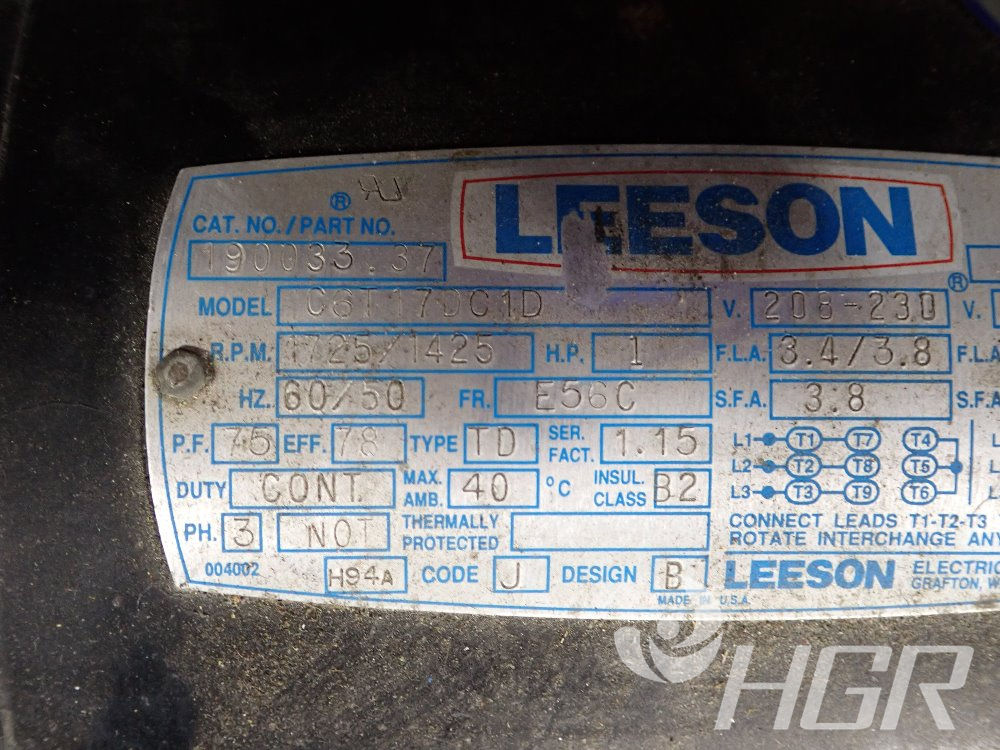 LEESON
®
CAT. NO./PART NO.
190033.37
MODEL C6T17DC1D V. 208-230 ® V.
R.P.M. 1725/1425 H.P. 1 F.L.A. 3.4/3.8 F.L.A
HZ. 60/50 FR. E56C S.F.A. 3.8 S.F.A
P.F. 75 EFF. 78 TYPE TD SER. FACT. 1.15
L1 T1 T7 T4
L2 T2 T8 T5
L3 T3 T9 T6
DUTY CONT. MAX. AMB. 40 °C INSUL. CLASS B2
PH. 3 NOT THERMALLY PROTECTED
CONNECT LEADS T1-T2-T3
ROTATE INTERCHANGE ANY
004002 H94A CODE J DESIGN B LEESON ELECTRIC
GRAFTON, W
MADE IN U.S.A.
HGR